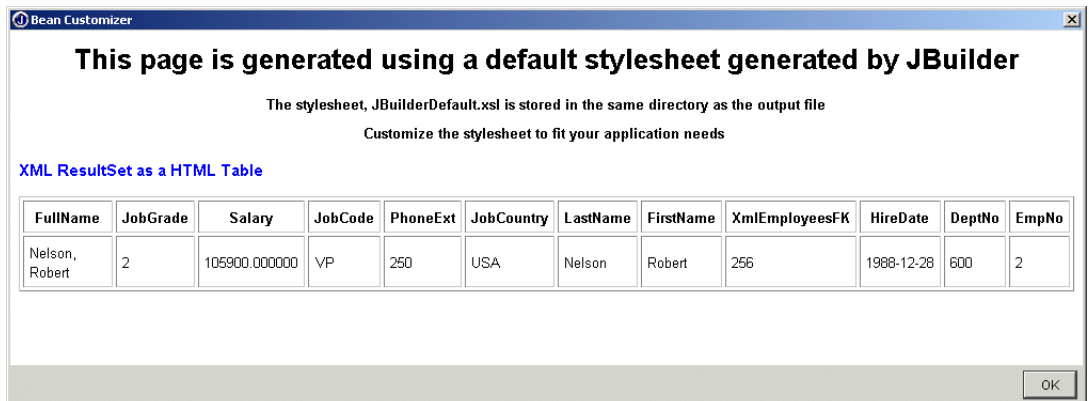 Bean Customizer
This page is generated using a default stylesheet generated by JBuilder
The stylesheet, JBuilderDefault.xsl is stored in the same directory as the output file
Customize the stylesheet to fit your application needs
XML ResultSet as a HTML Table
FullName JobGrade Salary JobCode PhoneExt JobCountry LastName FirstName XmlEmployeesFK HireDate DeptNo EmpNo
Nelson,
Robert 2 105900.000000 VP 250 USA Nelson Robert 256 1988-12-28 600 2
OK